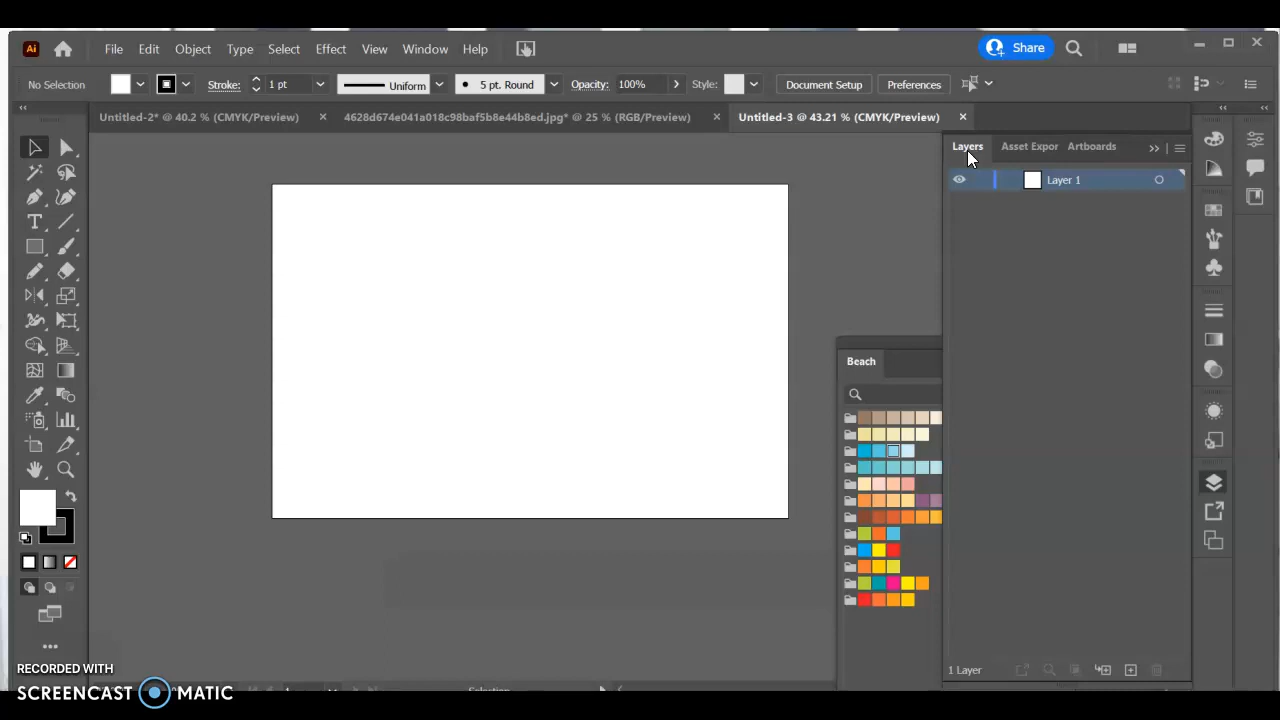 Ai File Edit Object Type Select Effect View Window Help Share
No Selection Stroke: 1 pt Uniform 5 pt. Round Opacity: 100% Style: Document Setup Preferences
Untitled-2* @ 40.2 % (CMYK/Preview) 4628d674e041a018c98baf5b8e44b8ed.jpg* @ 25 % (RGB/Preview) Untitled-3 @ 43.21 % (CMYK/Preview)
Layers Asset Expor Artboards
Layer 1
Beach
1 Layer
Selection
RECORDED WITH
SCREENCAST MATIC